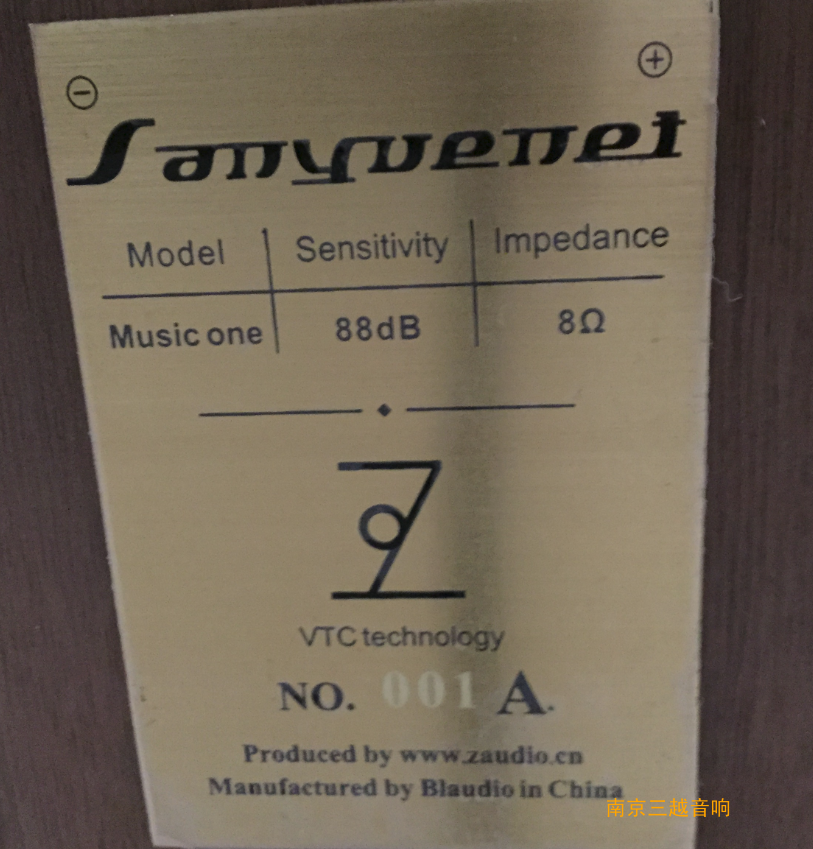 ⊖ ⊕
Sanyuenet
Model Sensitivity Impedance
Music one 88dB 8Ω
VTC technology
NO. 001 A.
Produced by www.zaudio.cn
Manufactured by Blaudio in China
南京三越音响